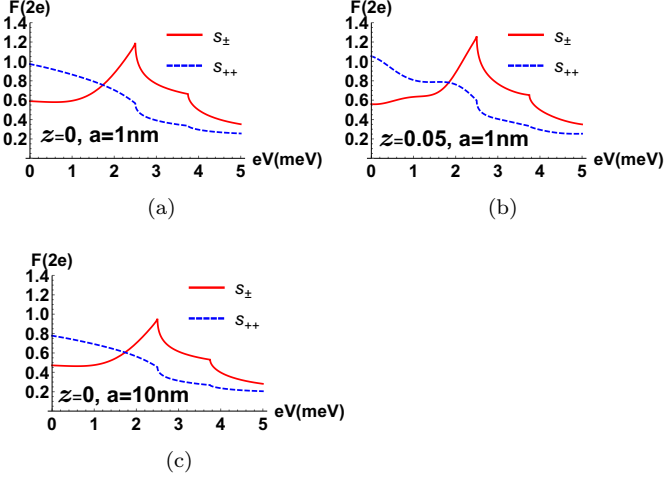 F(2e)
1.4
1.2
1.0
0.8
0.6
0.4
0.2
0 1 2 3 4 5
eV(meV)
s±
s++
z=0, a=1nm
(a)
F(2e)
1.4
1.2
1.0
0.8
0.6
0.4
0.2
0 1 2 3 4 5
eV(meV)
s±
s++
z=0.05, a=1nm
(b)
F(2e)
1.4
1.2
1.0
0.8
0.6
0.4
0.2
0 1 2 3 4 5
eV(meV)
s±
s++
z=0, a=10nm
(c)